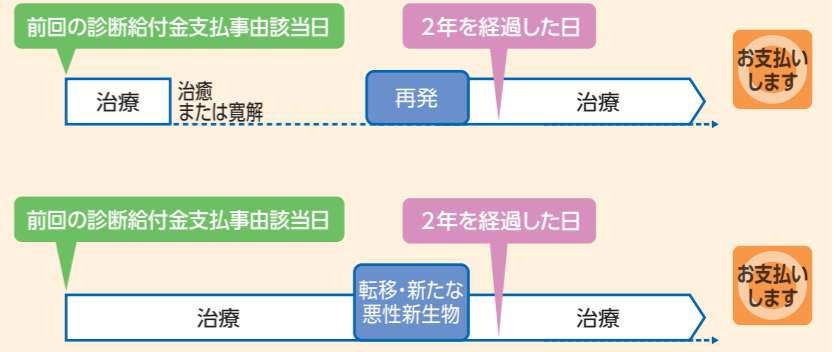 前回の診断給付金支払事由該当日
2年を経過した日
治療
治癒
または寛解
再発
治療
お支払い
します
前回の診断給付金支払事由該当日
2年を経過した日
治療
転移・新たな
悪性新生物
治療
お支払い
します